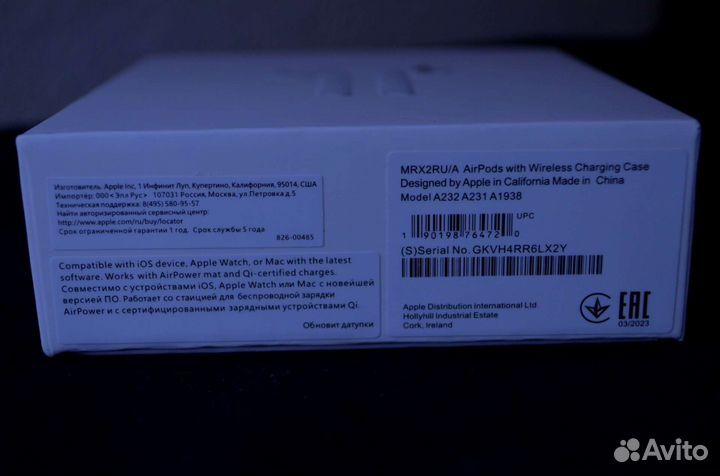 Изготовитель. Apple Inc, 1 Инфинит Луп, Купертино, Калифорния, 95014, США
Импортёр: ООО <Эпл Рус> 107031 Россия, Москва, ул.Петровка д.5
Техническая поддержка: 8(495) 580-95-57
Найти авторизированный сервисный центр:
http://www.apple.com/ru/buy/locator
Срок ограниченной гарантии 1 год. Срок службы 5 года
826-00485
Compatible with iOS device, Apple Watch, or Mac with the latest
software. Works with AirPower mat and Qi-certified charges.
Совместимо с устройствами iOS, Apple Watch или Mac с новейшей
версией ПО. Работает со стацией для беспроводной зарядки
AirPower и с сертифицированными зарядными устройствами Qi.
Обновит датупки
MRX2RU/A AirPods with Wireless Charging Case
Designed by Apple in California Made in China
Model A232 A231 A1938
UPC
1 90198 76472 0
(S)Serial No. GKVH4RR6LX2Y
Apple Distribution International Ltd.
Hollyhill Industrial Estate
Cork, Ireland
EAC
03/2023
Avito